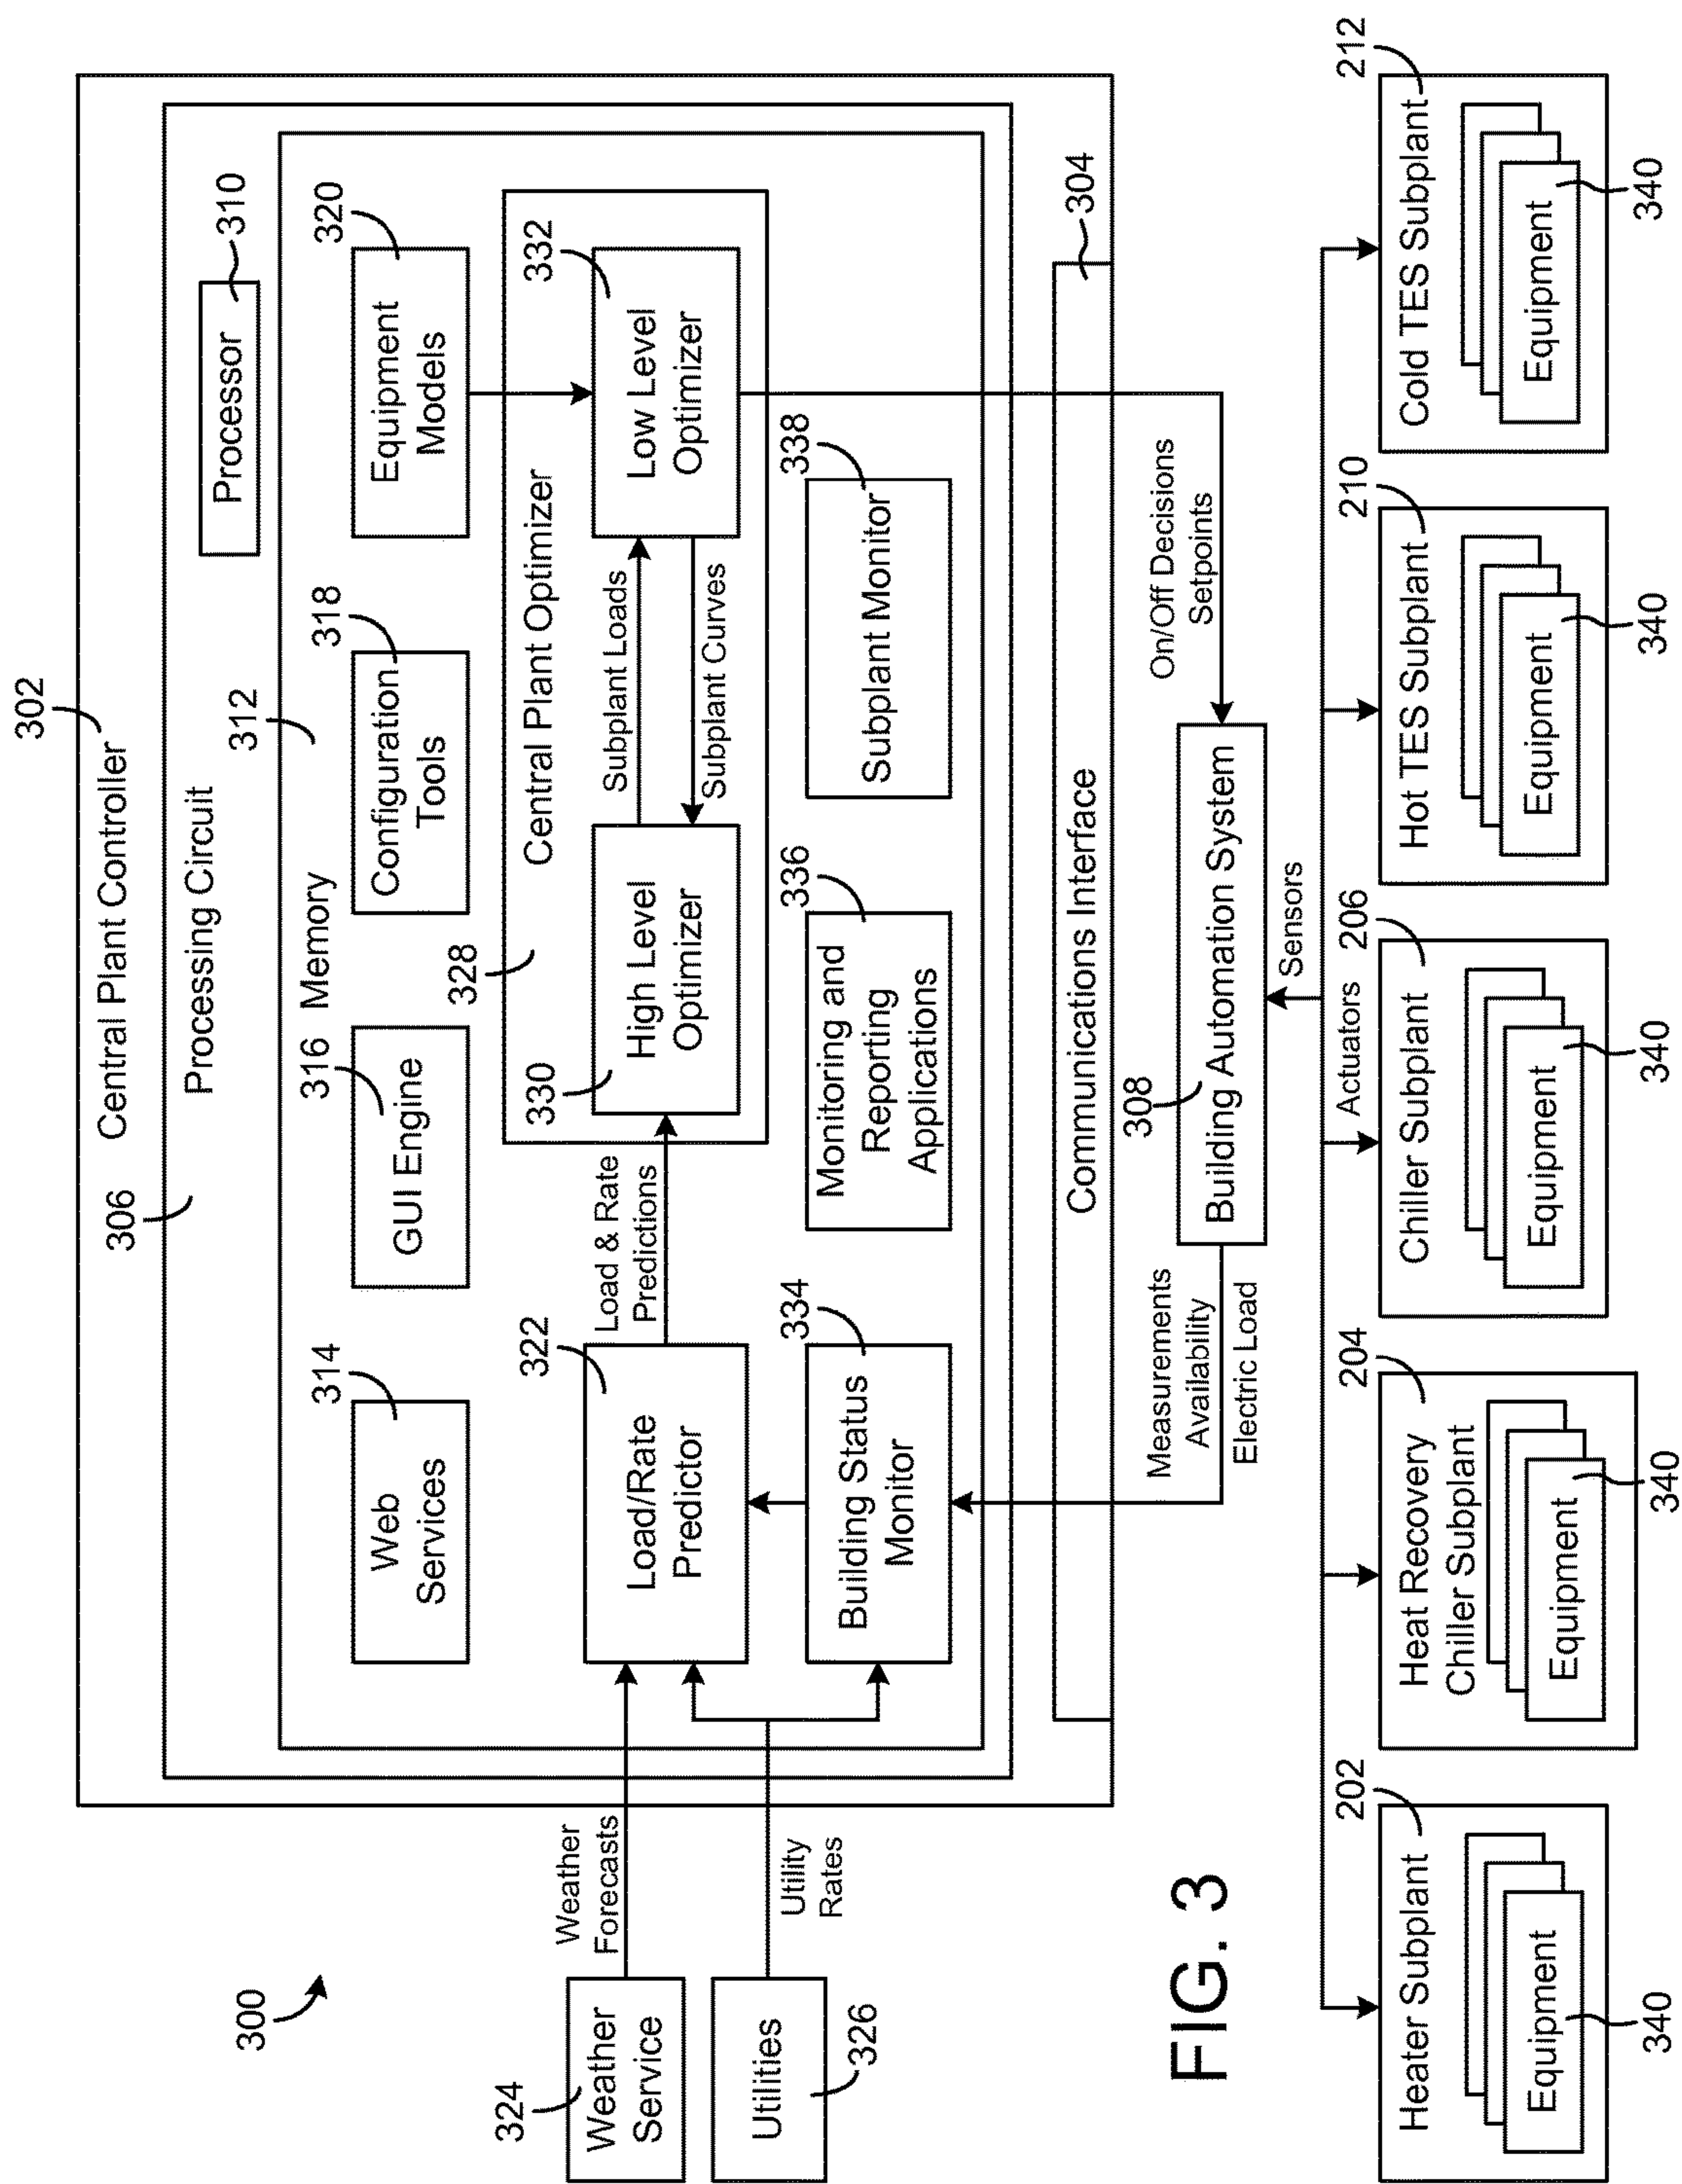 302
Central Plant Controller
306
Processing Circuit
Processor
310
312
Memory
314
Web
Services
316
GUI Engine
318
Configuration
Tools
320
Equipment
Models
300
324
Weather
Service
Weather
Forecasts
Utilities
326
Utility
Rates
322
Load/Rate
Predictor
Load & Rate
Predictions
328
Central Plant Optimizer
330
High Level
Optimizer
Subplant Loads
Subplant Curves
332
Low Level
Optimizer
334
Building Status
Monitor
336
Monitoring and
Reporting
Applications
338
Subplant Monitor
Communications Interface
304
Measurements
Availability
Electric Load
308
Building Automation System
On/Off Decisions
Setpoints
FIG. 3
Actuators
Sensors
202
Heater Subplant
Equipment
340
204
Heat Recovery
Chiller Subplant
Equipment
340
206
Chiller Subplant
Equipment
340
210
Hot TES Subplant
Equipment
340
212
Cold TES Subplant
Equipment
340